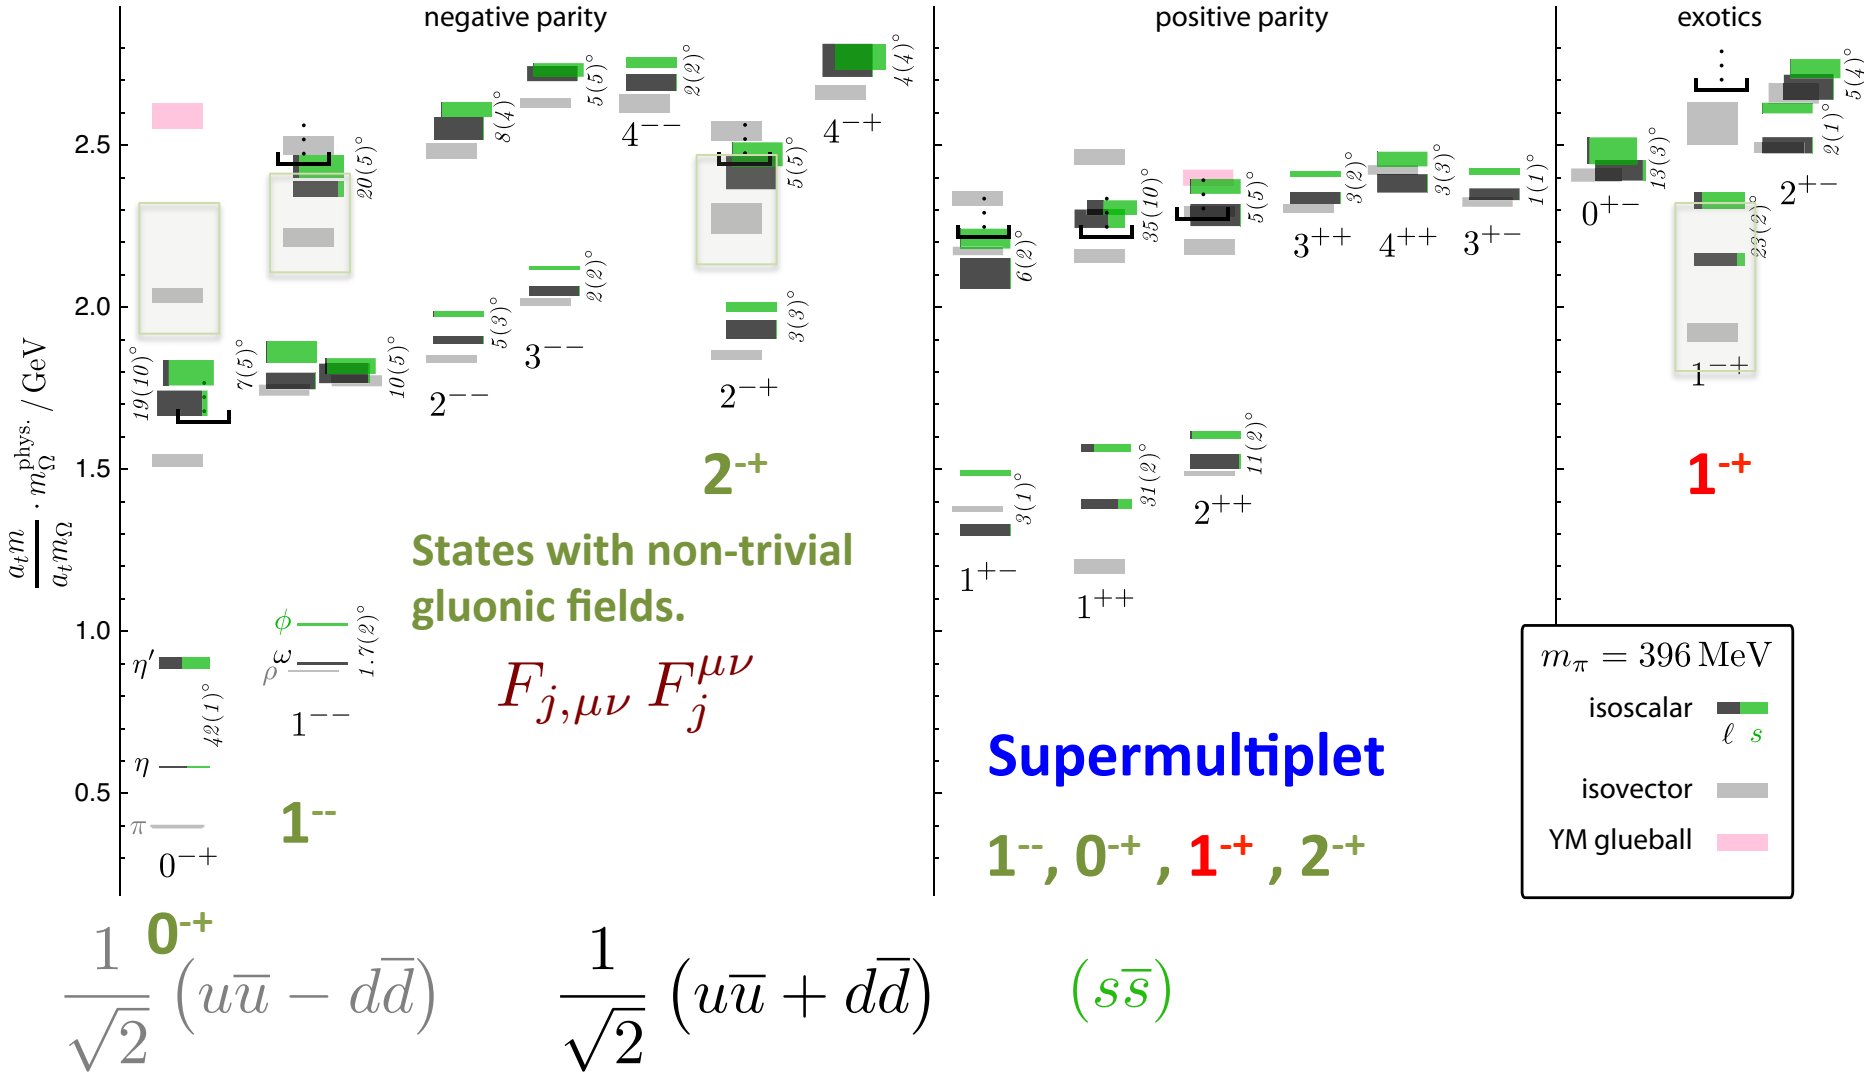 negative parity
positive parity
exotics
2.5
2.0
1.5
1.0
0.5
a_t m / a_t m_Ω · m_Ω^phys. / GeV
20(5)°
8(4)°
5(5)°
2(2)°
4(4)°
4⁻⁻
4⁻⁺
5(5)°
19(10)°
7(5)°
10(5)°
5(3)°
2(2)°
3(3)°
2⁻⁻
3⁻⁻
2⁻⁺
2⁻⁺
States with non-trivial
gluonic fields.
F_{j,μν} F_j^{μν}
η′
η
π
42(1)°
0⁻⁺
ϕ
ω
ρ
1.7(2)°
1⁻⁻
1⁻⁻
0⁻⁺
6(2)°
35(10)°
5(5)°
3(2)°
3(3)°
1(1)°
3⁺⁺
4⁺⁺
3⁺⁻
3(1)°
31(2)°
11(2)°
1⁺⁻
1⁺⁺
2⁺⁺
Supermultiplet
1⁻⁻, 0⁻⁺ , 1⁻⁺ , 2⁻⁺
13(3)°
23(2)°
2(1)°
5(4)°
0⁺⁻
2⁺⁻
1⁻⁺
1⁻⁺
m_π = 396 MeV
isoscalar
ℓ s
isovector
YM glueball
1/√2 (uū − dd̅)
1/√2 (uū + dd̅)
(ss̅)